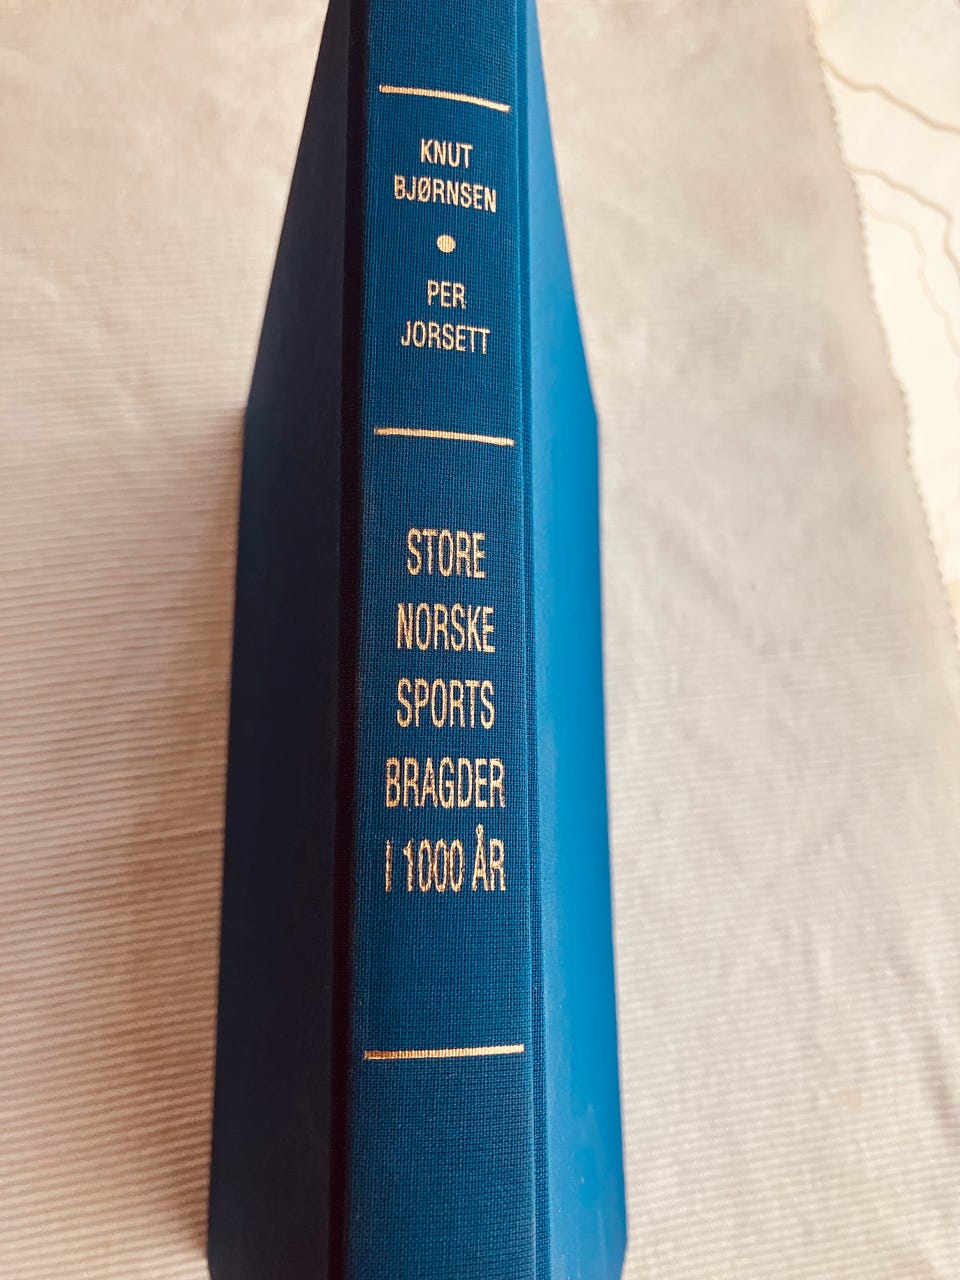 KNUT
BJØRNSEN
●
PER
JORSETT
STORE
NORSKE
SPORTS
BRAGDER
I 1000 ÅR